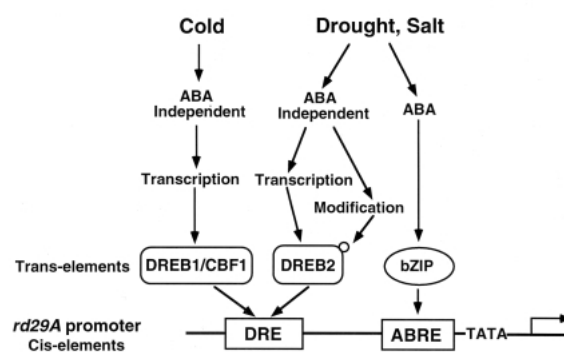 Cold
Drought, Salt
ABA
Independent
ABA
Independent
ABA
Transcription
Transcription
Modification
Trans-elements
DREB1/CBF1
DREB2
bZIP
rd29A promoter
Cis-elements
DRE
ABRE
TATA